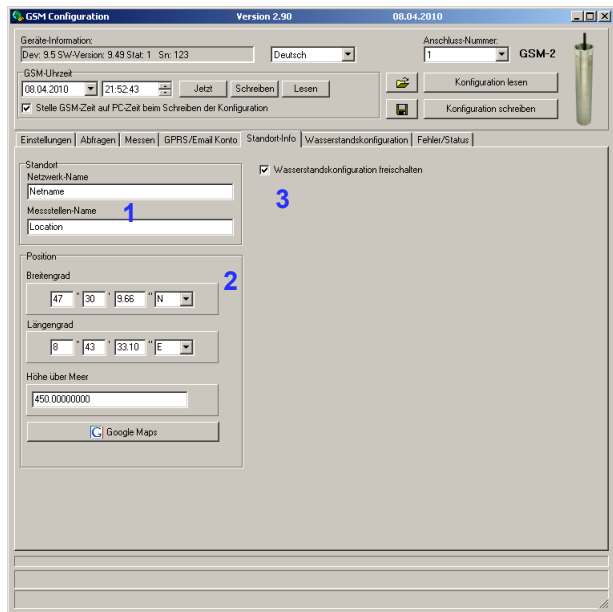 GSM Configuration Version 2.90 08.04.2010
Geräte-Information:
Dev: 9.5 SW-Version: 9.49 Stat: 1 Sn: 123
Deutsch
Anschluss-Nummer:
1
GSM-2
GSM-Uhrzeit
08.04.2010 21:52:43 Jetzt Schreiben Lesen
Stelle GSM-Zeit auf PC-Zeit beim Schreiben der Konfiguration
Konfiguration lesen
Konfiguration schreiben
Einstellungen Abfragen Messen GPRS/Email Konto Standort-Info Wasserstandskonfiguration Fehler/Status
Standort
Netzwerk-Name
Netname
Messstellen-Name
1
Location
Wasserstandskonfiguration freischalten
3
Position
2
Breitengrad
47 ° 30 ' 9.66 " N
Längengrad
8 ° 43 ' 33.10 " E
Höhe über Meer
450.00000000
G Google Maps